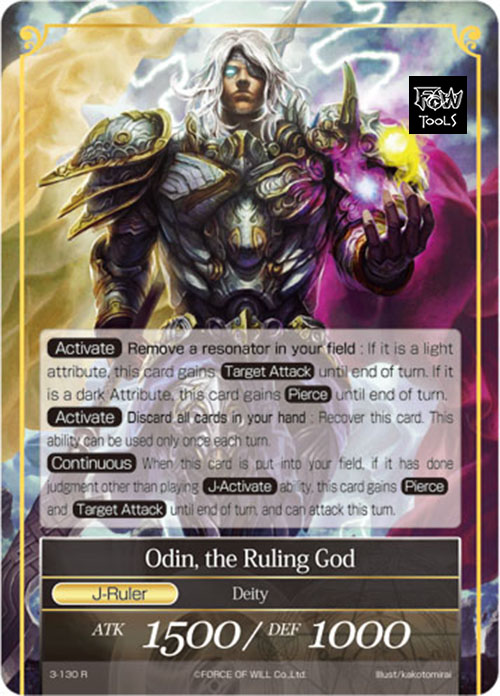 FOW
TOOLS
Activate Remove a resonator in your field : If it is a light
attribute, this card gains Target Attack until end of turn. If it
is a dark Attribute, this card gains Pierce until end of turn.
Activate Discard all cards in your hand : Recover this card. This
ability can be used only once each turn.
Continuous When this card is put into your field, if it has done
judgment other than playing J-Activate ability, this card gains Pierce
and Target Attack until end of turn, and can attack this turn.
Odin, the Ruling God
J-Ruler Deity
ATK 1500/ DEF 1000
3-130 R ©FORCE OF WILL Co.,Ltd. Illust/kakotomirai